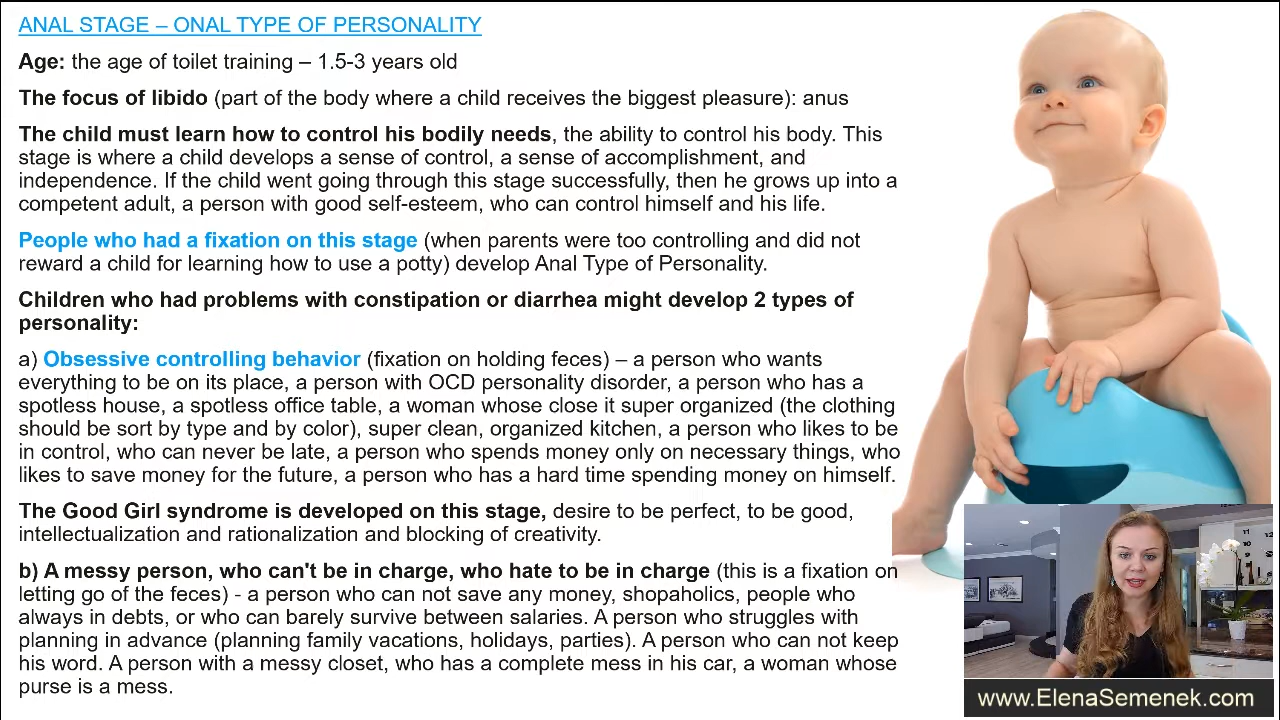 ANAL STAGE – ONAL TYPE OF PERSONALITY
Age: the age of toilet training – 1.5-3 years old
The focus of libido (part of the body where a child receives the biggest pleasure): anus
The child must learn how to control his bodily needs, the ability to control his body. This
stage is where a child develops a sense of control, a sense of accomplishment, and
independence. If the child went going through this stage successfully, then he grows up into a
competent adult, a person with good self-esteem, who can control himself and his life.
People who had a fixation on this stage (when parents were too controlling and did not
reward a child for learning how to use a potty) develop Anal Type of Personality.
Children who had problems with constipation or diarrhea might develop 2 types of
personality:
a) Obsessive controlling behavior (fixation on holding feces) – a person who wants
everything to be on its place, a person with OCD personality disorder, a person who has a
spotless house, a spotless office table, a woman whose close it super organized (the clothing
should be sort by type and by color), super clean, organized kitchen, a person who likes to be
in control, who can never be late, a person who spends money only on necessary things, who
likes to save money for the future, a person who has a hard time spending money on himself.
The Good Girl syndrome is developed on this stage, desire to be perfect, to be good,
intellectualization and rationalization and blocking of creativity.
b) A messy person, who can't be in charge, who hate to be in charge (this is a fixation on
letting go of the feces) - a person who can not save any money, shopaholics, people who
always in debts, or who can barely survive between salaries. A person who struggles with
planning in advance (planning family vacations, holidays, parties). A person who can not keep
his word. A person with a messy closet, who has a complete mess in his car, a woman whose
purse is a mess.
www.ElenaSemenek.com